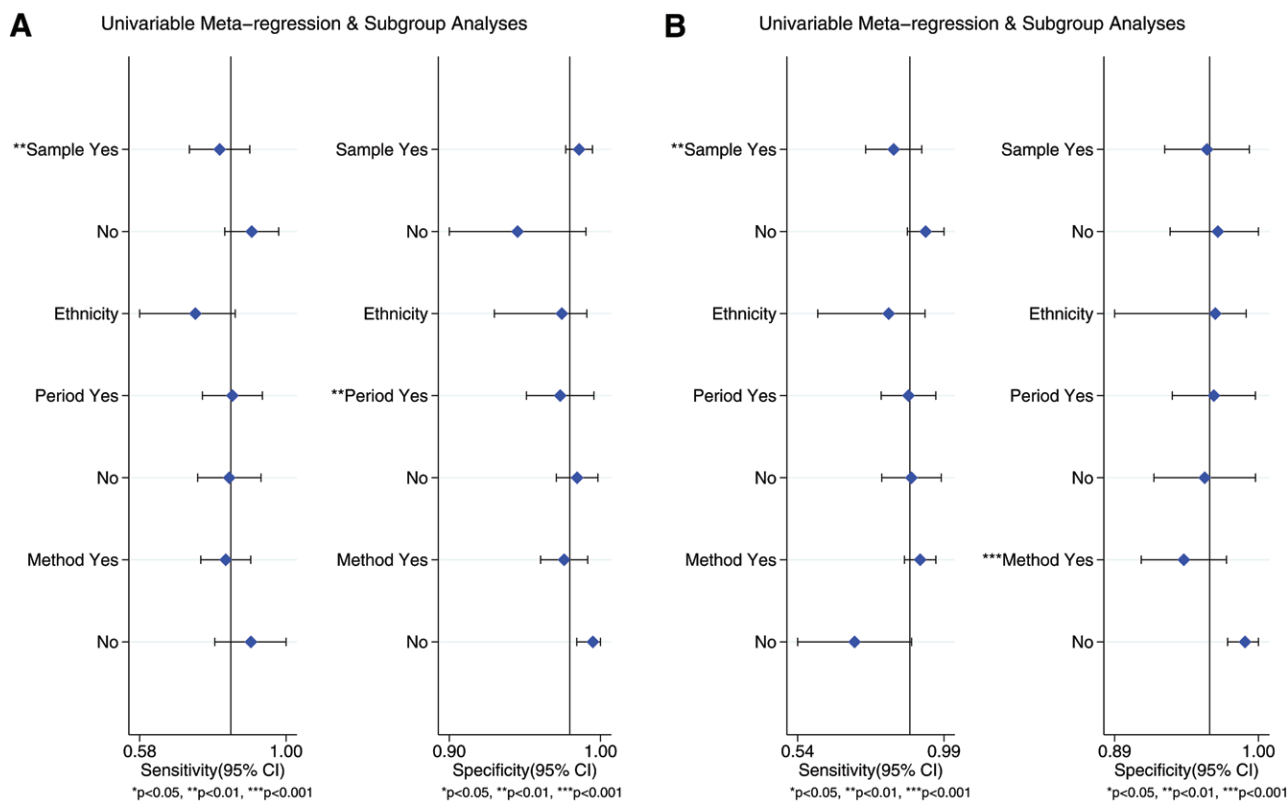 A
Univariable Meta-regression & Subgroup Analyses
**Sample Yes
No
Ethnicity
Period Yes
No
Method Yes
No
0.58
1.00
Sensitivity(95% CI)
*p<0.05, **p<0.01, ***p<0.001
Sample Yes
No
Ethnicity
**Period Yes
No
Method Yes
No
0.90
1.00
Specificity(95% CI)
*p<0.05, **p<0.01, ***p<0.001
B
Univariable Meta-regression & Subgroup Analyses
**Sample Yes
No
Ethnicity
Period Yes
No
Method Yes
No
0.54
0.99
Sensitivity(95% CI)
*p<0.05, **p<0.01, ***p<0.001
Sample Yes
No
Ethnicity
Period Yes
No
***Method Yes
No
0.89
1.00
Specificity(95% CI)
*p<0.05, **p<0.01, ***p<0.001